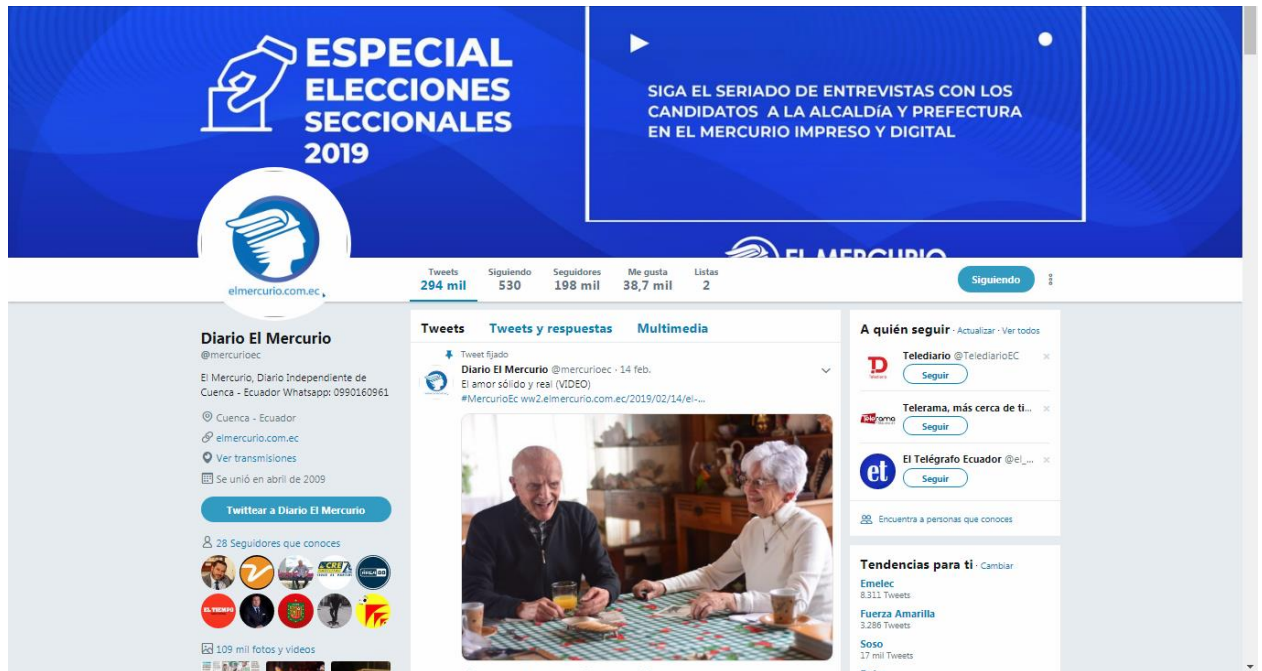 ESPECIAL
ELECCIONES
SECCIONALES
2019
SIGA EL SERIADO DE ENTREVISTAS CON LOS
CANDIDATOS A LA ALCALDÍA Y PREFECTURA
EN EL MERCURIO IMPRESO Y DIGITAL
EL MERCURIO
elmercurio.com.ec
Tweets Siguiendo Seguidores Me gusta Listas
294 mil 530 198 mil 38,7 mil 2
Siguiendo
Diario El Mercurio
@mercurioec
El Mercurio, Diario Independiente de
Cuenca - Ecuador Whatsapp: 0990160961
Cuenca - Ecuador
elmercurio.com.ec
Ver transmisiones
Se unió en abril de 2009
Twittear a Diario El Mercurio
28 Seguidores que conoces
EL TIEMPO
109 mil fotos y videos
Tweets Tweets y respuestas Multimedia
Tweet fijado
Diario El Mercurio @mercurioec · 14 feb.
El amor sólido y real (VIDEO)
#MercurioEc ww2.elmercurio.com.ec/2019/02/14/el-...
A quién seguir · Actualizar · Ver todos
Telediario @TelediarioEC
Seguir
Telerama, más cerca de ti...
Telerama
Seguir
El Telégrafo Ecuador @el_...
et
Seguir
Encuentra a personas que conoces
Tendencias para ti · Cambiar
Emelec
8.311 Tweets
Fuerza Amarilla
3.286 Tweets
Soso
17 mil Tweets